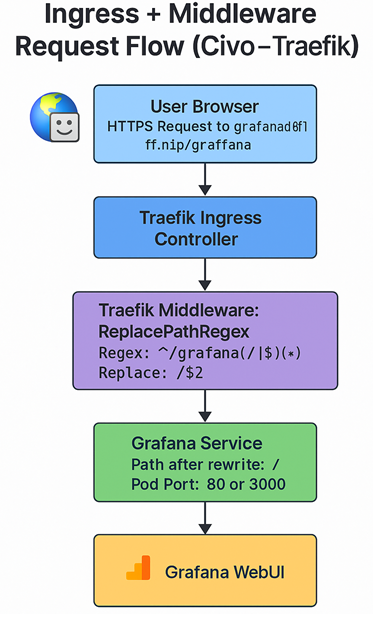 Ingress + Middleware
Request Flow (Civo-Traefik)
User Browser
HTTPS Request to grafanad6f1
ff.nip/graffana
Traefik Ingress
Controller
Traefik Middleware:
ReplacePathRegex
Regex: ^/grafana(/|$)(*)
Replace: /$2
Grafana Service
Path after rewrite: /
Pod Port: 80 or 3000
Grafana WebUI